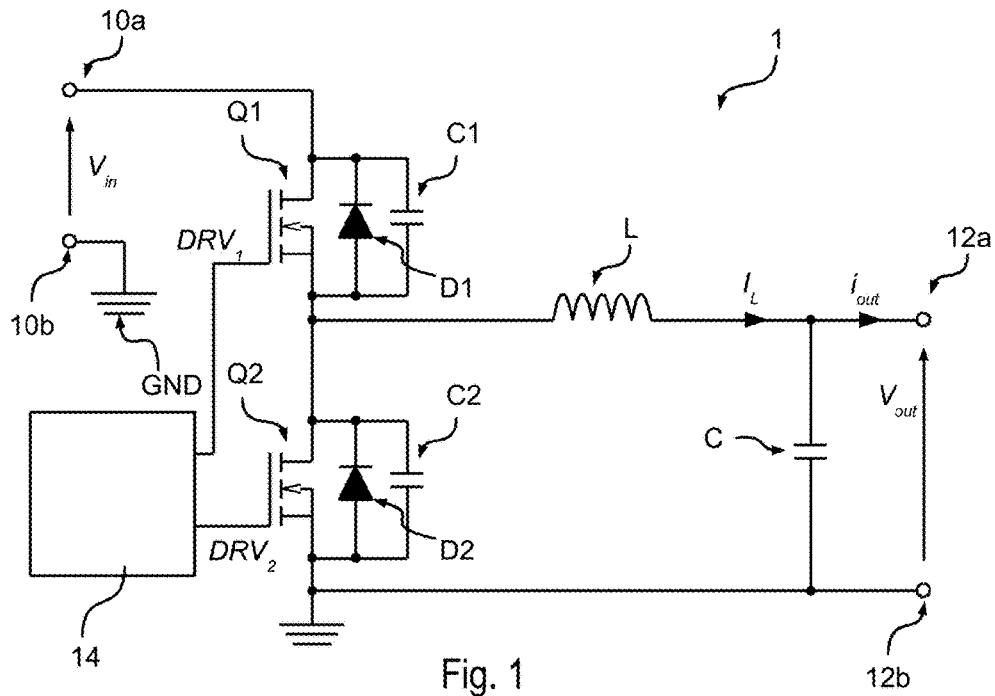 10a
1
Q1
C1
V_in
DRV_1
L
12a
I_L
i_out
D1
10b
GND
Q2
C2
V_out
C
DRV_2
D2
14
12b
Fig. 1